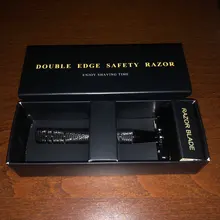 DOUBLE EDGE SAFETY RAZOR
ENJOY SHAVING TIME
RAZOR BLADE